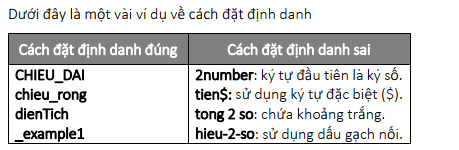 Dưới đây là một vài ví dụ về cách đặt định danh
Cách đặt định danh đúng Cách đặt định danh sai
CHIEU_DAI 2number: ký tự đầu tiên là ký số.
chieu_rong tien$: sử dụng ký tự đặc biệt ($).
dienTich tong 2 so: chứa khoảng trắng.
_example1 hieu-2-so: sử dụng dấu gạch nối.